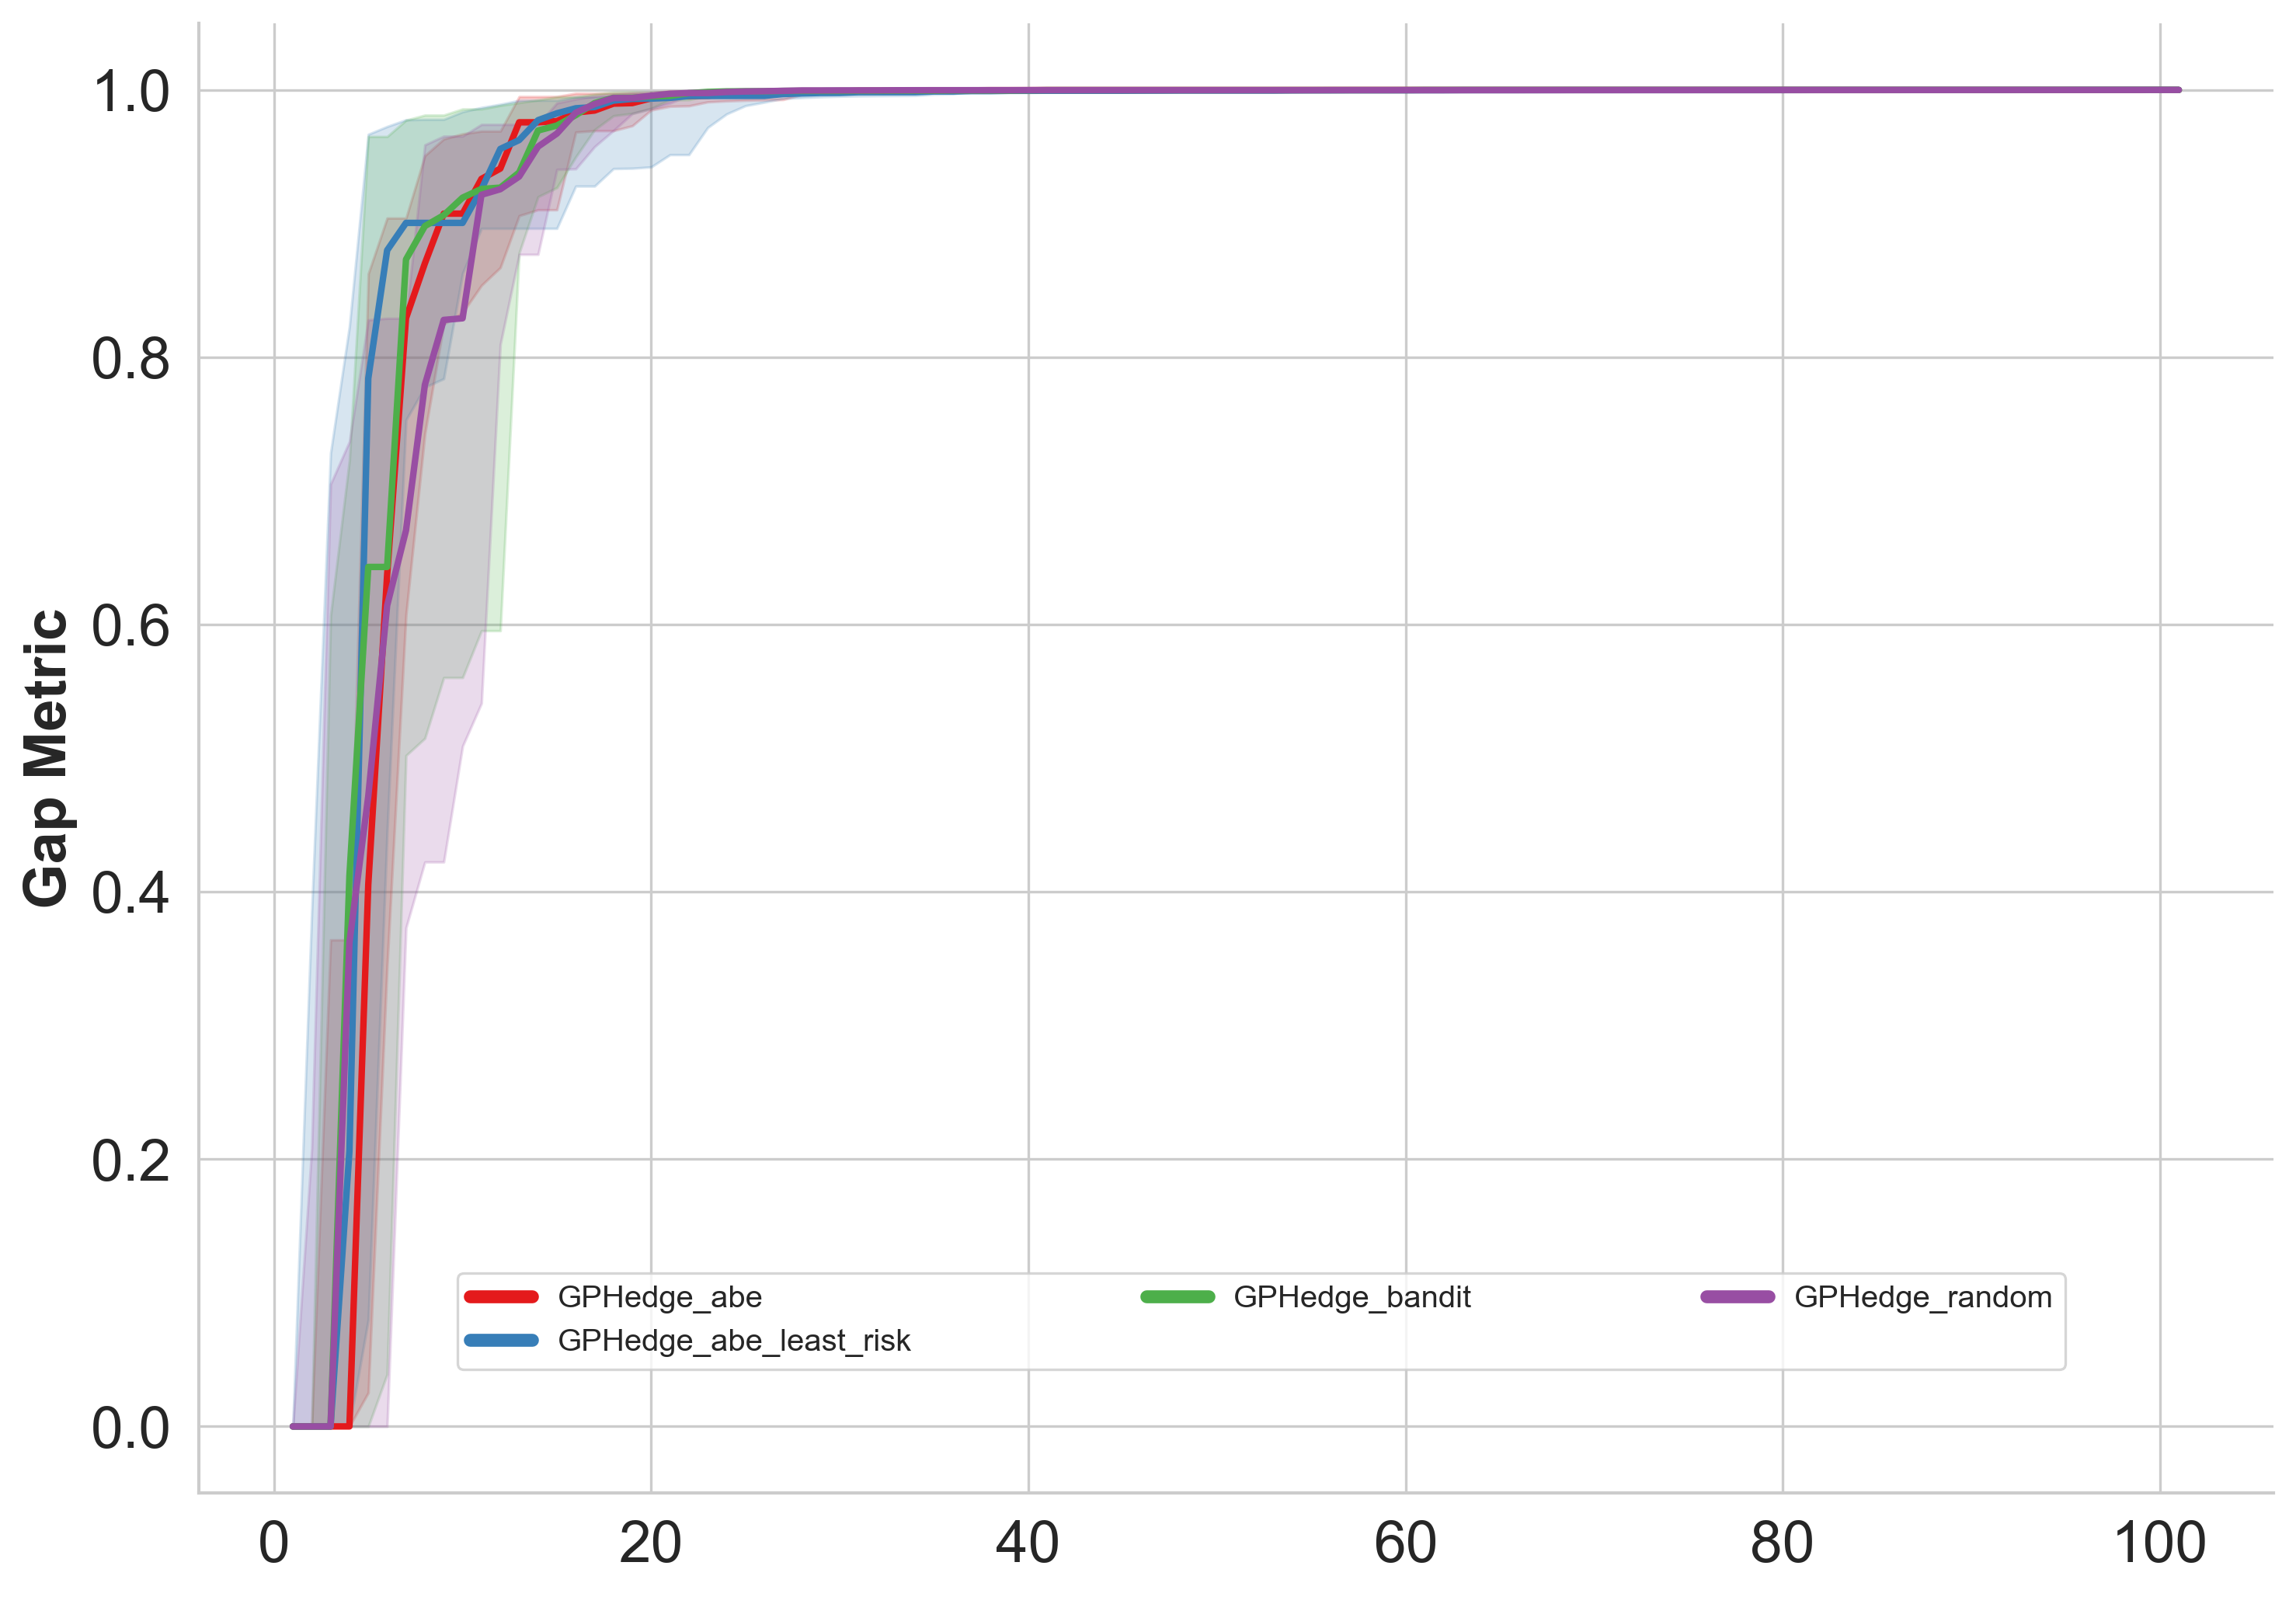 1.0
0.8
0.6
0.4
0.2
0.0
Gap Metric
GPHedge_abe
GPHedge_abe_least_risk
GPHedge_bandit
GPHedge_random
0 20 40 60 80 100